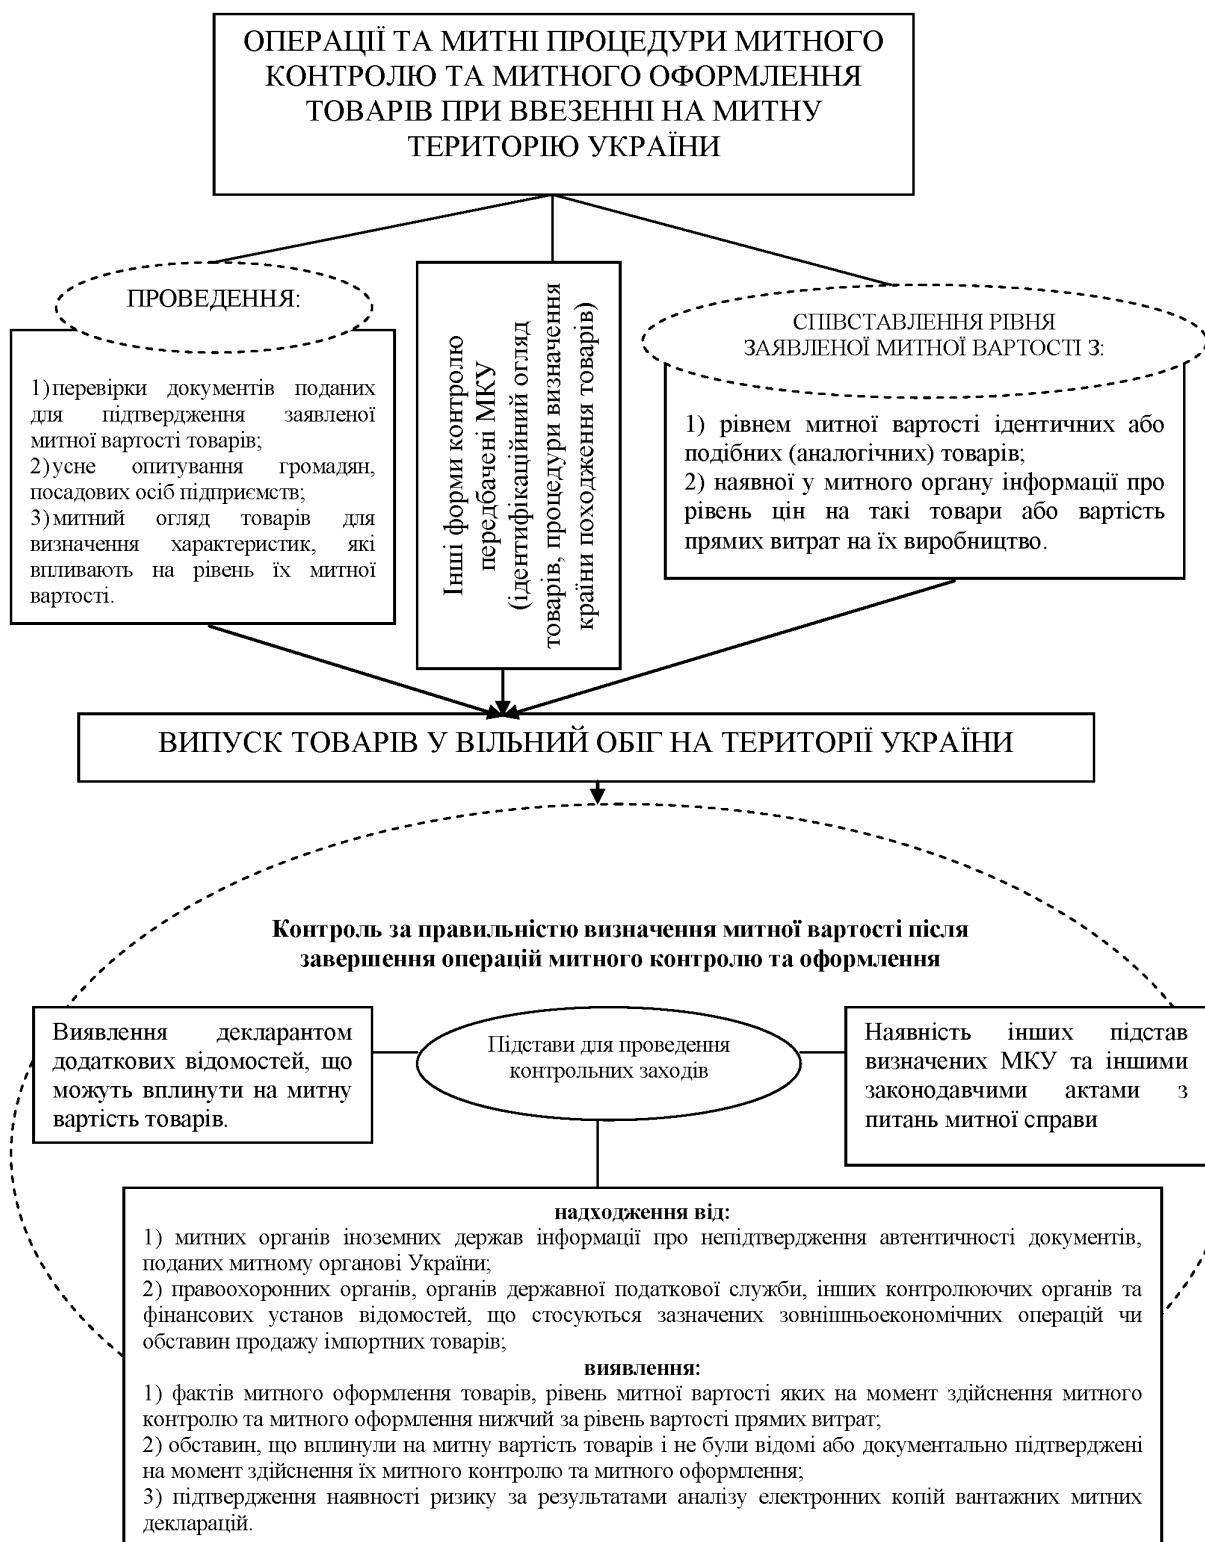 ОПЕРАЦІЇ ТА МИТНІ ПРОЦЕДУРИ МИТНОГО
КОНТРОЛЮ ТА МИТНОГО ОФОРМЛЕННЯ
ТОВАРІВ ПРИ ВВЕЗЕННІ НА МИТНУ
ТЕРИТОРІЮ УКРАЇНИ
ПРОВЕДЕННЯ:
1) перевірки документів поданих
для підтвердження заявленої
митної вартості товарів;
2) усне опитування громадян,
посадових осіб підприємств;
3) митний огляд товарів для
визначення характеристик, які
впливають на рівень їх митної
вартості.
Інші форми контролю
передбачені МКУ
(ідентифікаційний огляд
товарів, процедури визначення
країни походження товарів)
СПІВСТАВЛЕННЯ РІВНЯ
ЗАЯВЛЕНОЇ МИТНОЇ ВАРТОСТІ З:
1) рівнем митної вартості ідентичних або
подібних (аналогічних) товарів;
2) наявної у митного органу інформації про
рівень цін на такі товари або вартість
прямих витрат на їх виробництво.
ВИПУСК ТОВАРІВ У ВІЛЬНИЙ ОБІГ НА ТЕРИТОРІЇ УКРАЇНИ
Контроль за правильністю визначення митної вартості після
завершення операцій митного контролю та оформлення
Виявлення декларантом
додаткових відомостей, що
можуть вплинути на митну
вартість товарів.
Підстави для проведення
контрольних заходів
Наявність інших підстав
визначених МКУ та іншими
законодавчими актами з
питань митної справи
надходження від:
1) митних органів іноземних держав інформації про непідтвердження автентичності документів,
поданих митному органові України;
2) правоохоронних органів, органів державної податкової служби, інших контролюючих органів та
фінансових установ відомостей, що стосуються зазначених зовнішньоекономічних операцій чи
обставин продажу імпортних товарів;
виявлення:
1) фактів митного оформлення товарів, рівень митної вартості яких на момент здійснення митного
контролю та митного оформлення нижчий за рівень вартості прямих витрат;
2) обставин, що вплинули на митну вартість товарів і не були відомі або документально підтверджені
на момент здійснення їх митного контролю та митного оформлення;
3) підтвердження наявності ризику за результатами аналізу електронних копій вантажних митних
декларацій.